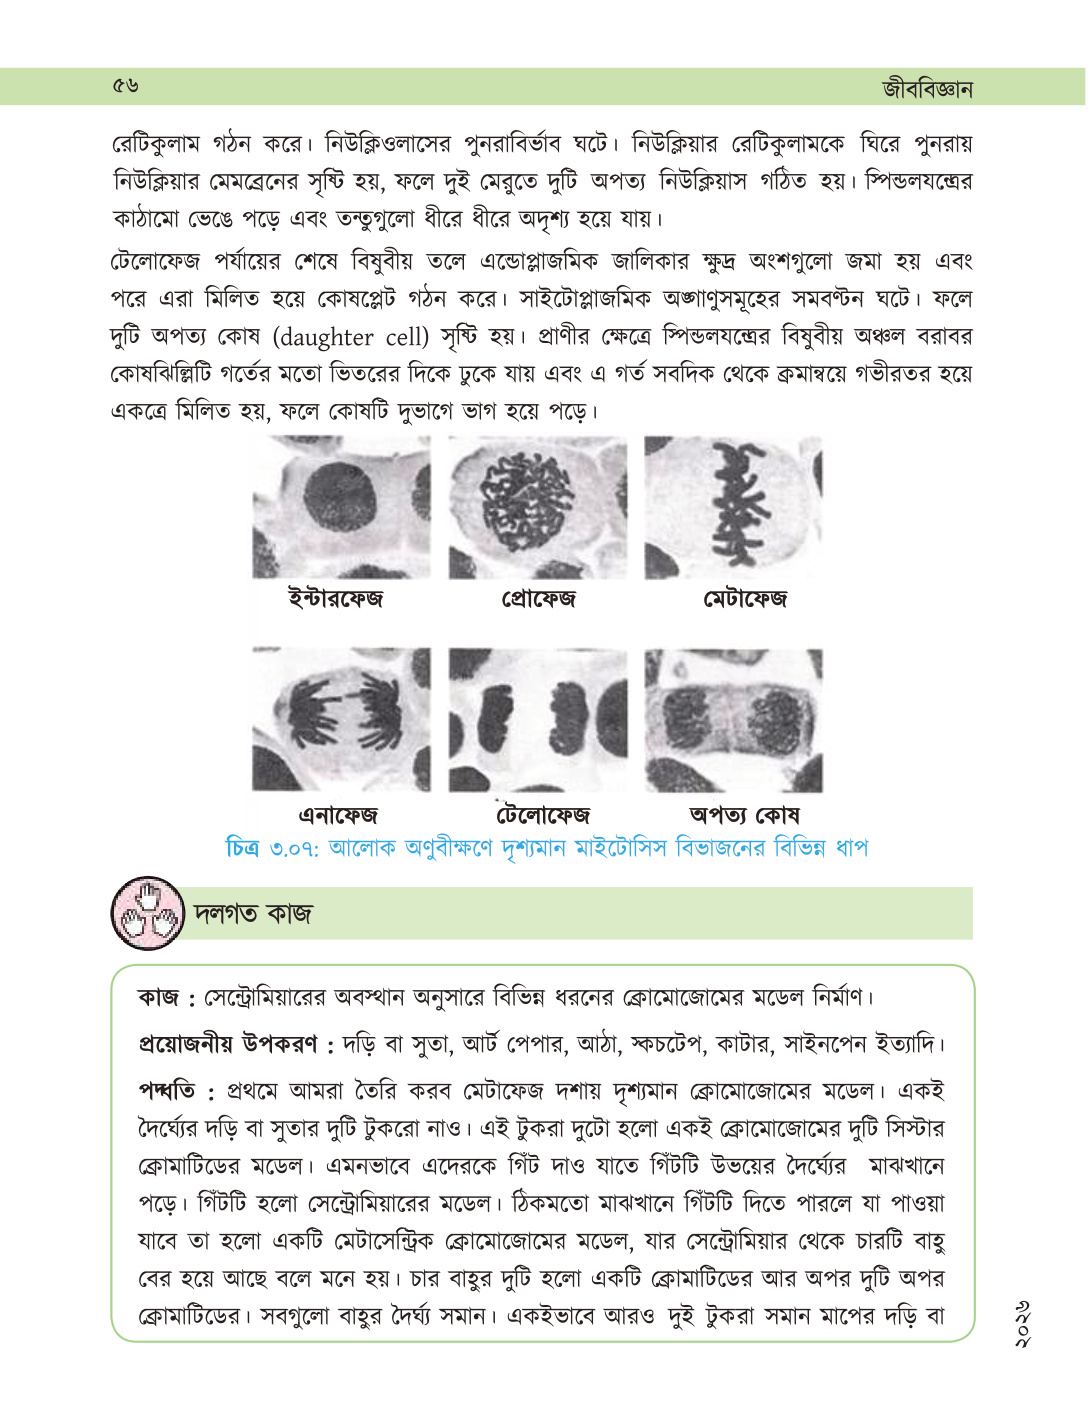 ৫৬
জীববিজ্ঞান
রেটিকুলাম গঠন করে। নিউক্লিওলাসের পুনরাবির্ভাব ঘটে। নিউক্লিয়ার রেটিকুলামকে ঘিরে পুনরায়
নিউক্লিয়ার মেমব্রেনের সৃষ্টি হয়, ফলে দুই মেরুতে দুটি অপত্য নিউক্লিয়াস গঠিত হয়। স্পিন্ডলযন্ত্রের
কাঠামো ভেঙে পড়ে এবং তন্তুগুলো ধীরে ধীরে অদৃশ্য হয়ে যায়।
টেলোফেজ পর্যায়ের শেষে বিষুবীয় তলে এন্ডোপ্লাজমিক জালিকার ক্ষুদ্র অংশগুলো জমা হয় এবং
পরে এরা মিলিত হয়ে কোষপ্লেট গঠন করে। সাইটোপ্লাজমিক অঙ্গাণুসমূহের সমবণ্টন ঘটে। ফলে
দুটি অপত্য কোষ (daughter cell) সৃষ্টি হয়। প্রাণীর ক্ষেত্রে স্পিন্ডলযন্ত্রের বিষুবীয় অঞ্চল বরাবর
কোষঝিল্লিটি গর্তের মতো ভিতরের দিকে ঢুকে যায় এবং এ গর্ত সবদিক থেকে ক্রমান্বয়ে গভীরতর হয়ে
একত্রে মিলিত হয়, ফলে কোষটি দুভাগে ভাগ হয়ে পড়ে।
ইন্টারফেজ
প্রোফেজ
মেটাফেজ
এনাফেজ
টেলোফেজ
অপত্য কোষ
চিত্র ৩.০৭: আলোক অণুবীক্ষণে দৃশ্যমান মাইটোসিস বিভাজনের বিভিন্ন ধাপ
দলগত কাজ
কাজ : সেন্ট্রোমিয়ারের অবস্থান অনুসারে বিভিন্ন ধরনের ক্রোমোজোমের মডেল নির্মাণ।
প্রয়োজনীয় উপকরণ : দড়ি বা সুতা, আর্ট পেপার, আঠা, স্কচটেপ, কাটার, সাইনপেন ইত্যাদি।
পদ্ধতি : প্রথমে আমরা তৈরি করব মেটাফেজ দশায় দৃশ্যমান ক্রোমোজোমের মডেল। একই
দৈর্ঘ্যের দড়ি বা সুতার দুটি টুকরো নাও। এই টুকরা দুটো হলো একই ক্রোমোজোমের দুটি সিস্টার
ক্রোমাটিডের মডেল। এমনভাবে এদেরকে গিঁট দাও যাতে গিঁটটি উভয়ের দৈর্ঘ্যের মাঝখানে
পড়ে। গিঁটটি হলো সেন্ট্রোমিয়ারের মডেল। ঠিকমতো মাঝখানে গিঁটটি দিতে পারলে যা পাওয়া
যাবে তা হলো একটি মেটাসেন্ট্রিক ক্রোমোজোমের মডেল, যার সেন্ট্রোমিয়ার থেকে চারটি বাহু
বের হয়ে আছে বলে মনে হয়। চার বাহুর দুটি হলো একটি ক্রোমাটিডের আর অপর দুটি অপর
ক্রোমাটিডের। সবগুলো বাহুর দৈর্ঘ্য সমান। একইভাবে আরও দুই টুকরা সমান মাপের দড়ি বা
২০২৬